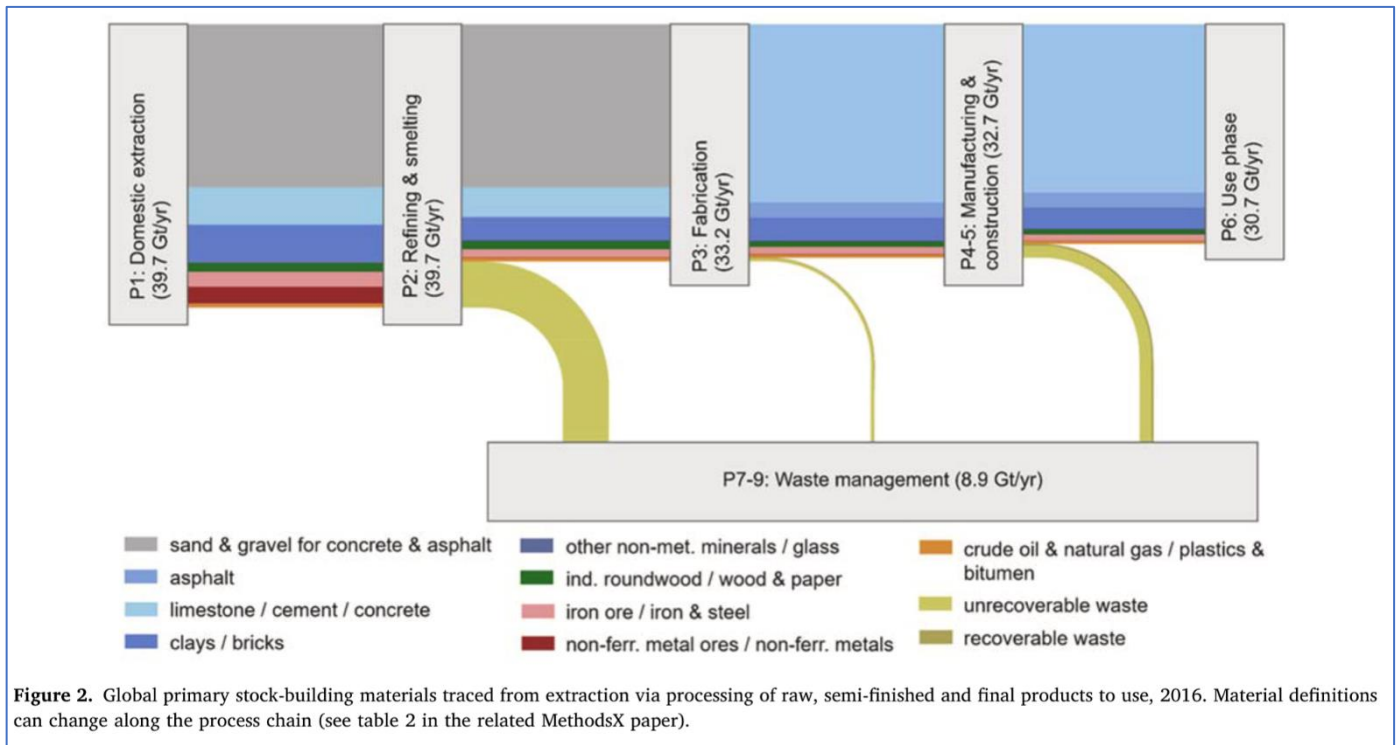 P1: Domestic extraction
(39.7 Gt/yr)
P2: Refining & smelting
(39.7 Gt/yr)
P3: Fabrication
(33.2 Gt/yr)
P4-5: Manufacturing &
construction (32.7 Gt/yr)
P6: Use phase
(30.7 Gt/yr)
P7-9: Waste management (8.9 Gt/yr)
sand & gravel for concrete & asphalt
asphalt
limestone / cement / concrete
clays / bricks
other non-met. minerals / glass
ind. roundwood / wood & paper
iron ore / iron & steel
non-ferr. metal ores / non-ferr. metals
crude oil & natural gas / plastics &
bitumen
unrecoverable waste
recoverable waste
Figure 2. Global primary stock-building materials traced from extraction via processing of raw, semi-finished and final products to use, 2016. Material definitions
can change along the process chain (see table 2 in the related MethodsX paper).